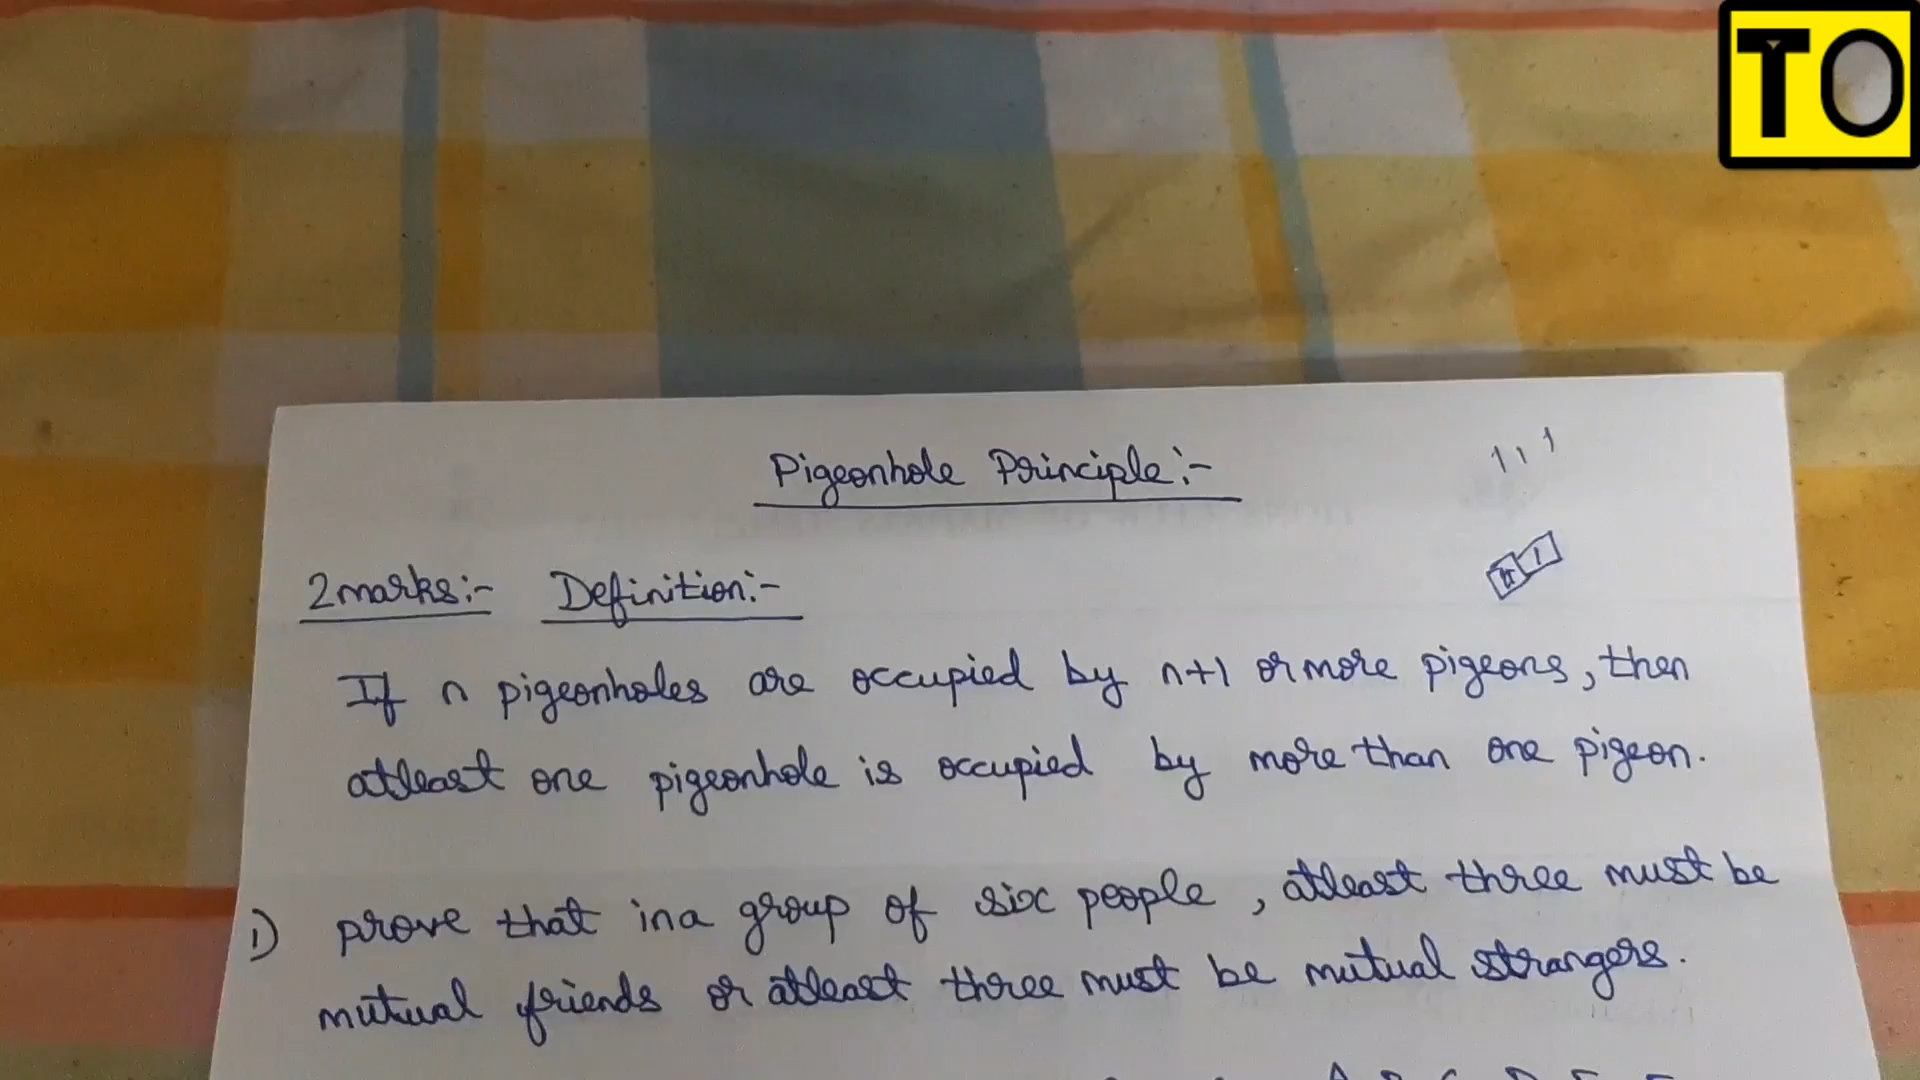 TO
Pigeonhole Principle:-
2marks:- Definition:-
If n pigeonholes are occupied by n+1 or more pigeons, then
atleast one pigeonhole is occupied by more than one pigeon.
1) prove that in a group of six people, atleast three must be
mutual friends or atleast three must be mutual strangers.